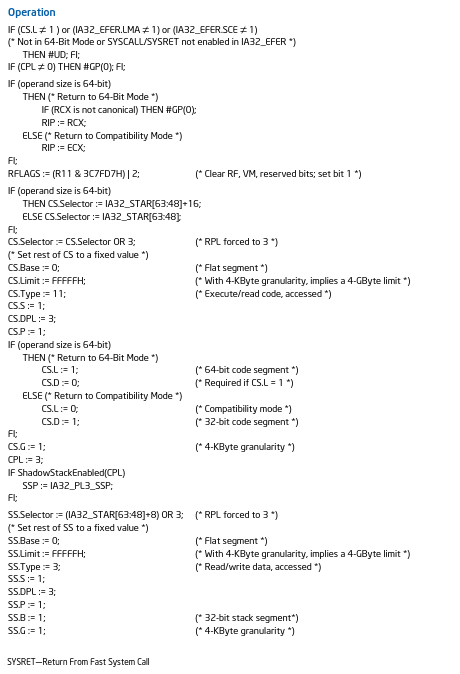 Operation
IF (CS.L ≠ 1 ) or (IA32_EFER.LMA ≠ 1) or (IA32_EFER.SCE ≠ 1)
(* Not in 64-Bit Mode or SYSCALL/SYSRET not enabled in IA32_EFER *)
THEN #UD; FI;
IF (CPL ≠ 0) THEN #GP(0); FI;
IF (operand size is 64-bit)
THEN (* Return to 64-Bit Mode *)
IF (RCX is not canonical) THEN #GP(0);
RIP := RCX;
ELSE (* Return to Compatibility Mode *)
RIP := ECX;
FI;
RFLAGS := (R11 & 3C7FD7H) | 2; (* Clear RF, VM, reserved bits; set bit 1 *)
IF (operand size is 64-bit)
THEN CS.Selector := IA32_STAR[63:48]+16;
ELSE CS.Selector := IA32_STAR[63:48];
FI;
CS.Selector := CS.Selector OR 3; (* RPL forced to 3 *)
(* Set rest of CS to a fixed value *)
CS.Base := 0; (* Flat segment *)
CS.Limit := FFFFFH; (* With 4-KByte granularity, implies a 4-GByte limit *)
CS.Type := 11; (* Execute/read code, accessed *)
CS.S := 1;
CS.DPL := 3;
CS.P := 1;
IF (operand size is 64-bit)
THEN (* Return to 64-Bit Mode *)
CS.L := 1; (* 64-bit code segment *)
CS.D := 0; (* Required if CS.L = 1 *)
ELSE (* Return to Compatibility Mode *)
CS.L := 0; (* Compatibility mode *)
CS.D := 1; (* 32-bit code segment *)
FI;
CS.G := 1; (* 4-KByte granularity *)
CPL := 3;
IF ShadowStackEnabled(CPL)
SSP := IA32_PL3_SSP;
FI;
SS.Selector := (IA32_STAR[63:48]+8) OR 3; (* RPL forced to 3 *)
(* Set rest of SS to a fixed value *)
SS.Base := 0; (* Flat segment *)
SS.Limit := FFFFFH; (* With 4-KByte granularity, implies a 4-GByte limit *)
SS.Type := 3; (* Read/write data, accessed *)
SS.S := 1;
SS.DPL := 3;
SS.P := 1;
SS.B := 1; (* 32-bit stack segment*)
SS.G := 1; (* 4-KByte granularity *)
SYSRET—Return From Fast System Call